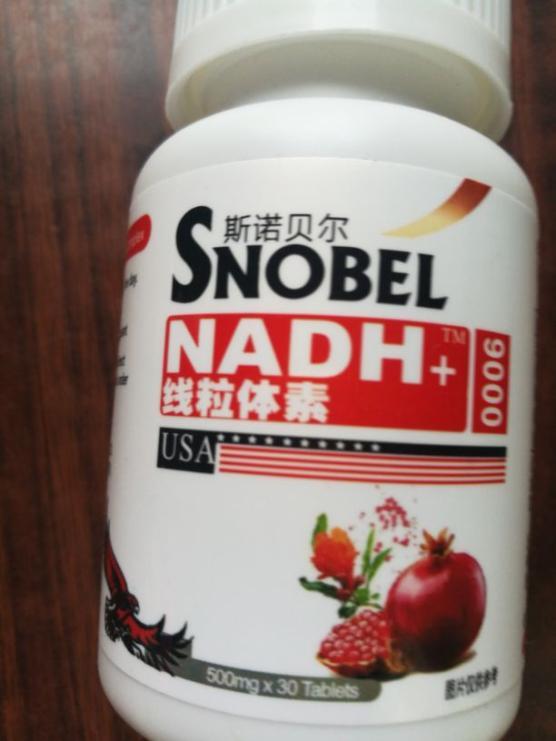 斯诺贝尔
SNOBEL
NADH+™
线粒体素
9000
USA
500mg x 30 Tablets
图片仅供参考